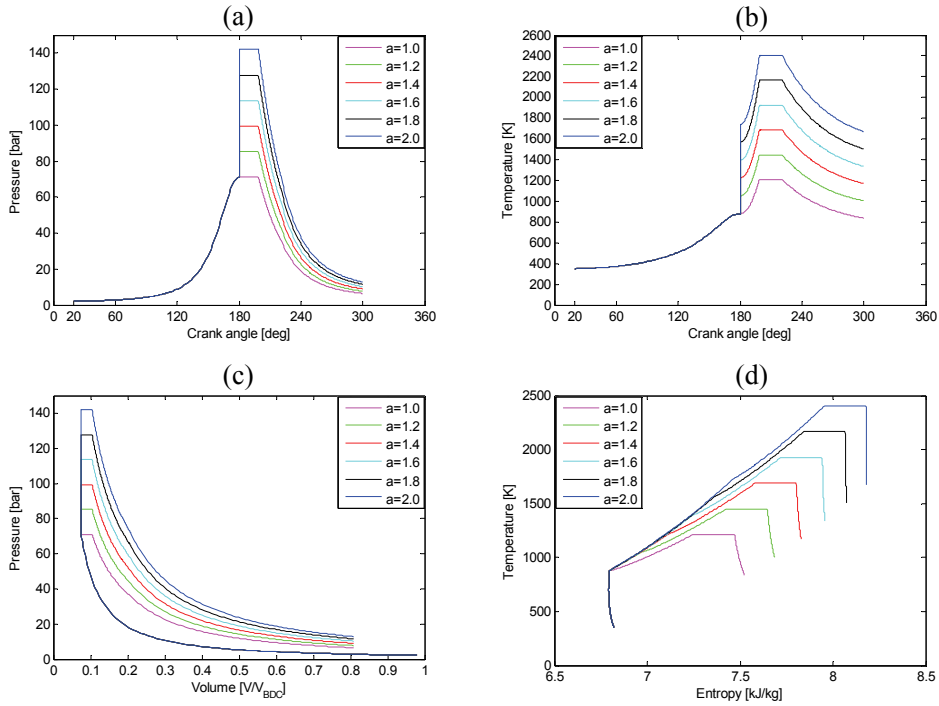 (a)
Pressure [bar]
140
120
100
80
60
40
20
0
0 20 60 120 180 240 300 360
Crank angle [deg]
a=1.0
a=1.2
a=1.4
a=1.6
a=1.8
a=2.0
(b)
Temperature [K]
2600
2400
2200
2000
1800
1600
1400
1200
1000
800
600
400
200
0
0 20 60 120 180 240 300 360
Crank angle [deg]
a=1.0
a=1.2
a=1.4
a=1.6
a=1.8
a=2.0
(c)
Pressure [bar]
140
120
100
80
60
40
20
0
0 0.1 0.2 0.3 0.4 0.5 0.6 0.7 0.8 0.9 1
Volume [V/VBDC]
a=1.0
a=1.2
a=1.4
a=1.6
a=1.8
a=2.0
(d)
Temperature [K]
2500
2000
1500
1000
500
0
6.5 7 7.5 8 8.5
Entropy [kJ/kg]
a=1.0
a=1.2
a=1.4
a=1.6
a=1.8
a=2.0